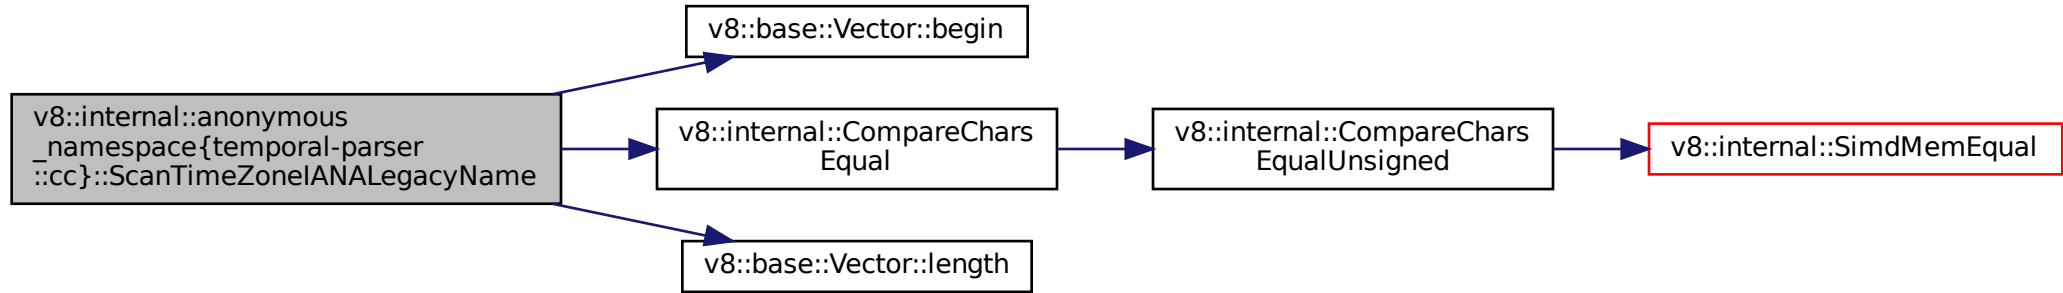 v8::base::Vector::begin
v8::internal::anonymous
_namespace{temporal-parser
::cc}::ScanTimeZoneIANALegacyName
v8::internal::CompareChars
Equal
v8::internal::CompareChars
EqualUnsigned
v8::internal::SimdMemEqual
v8::base::Vector::length